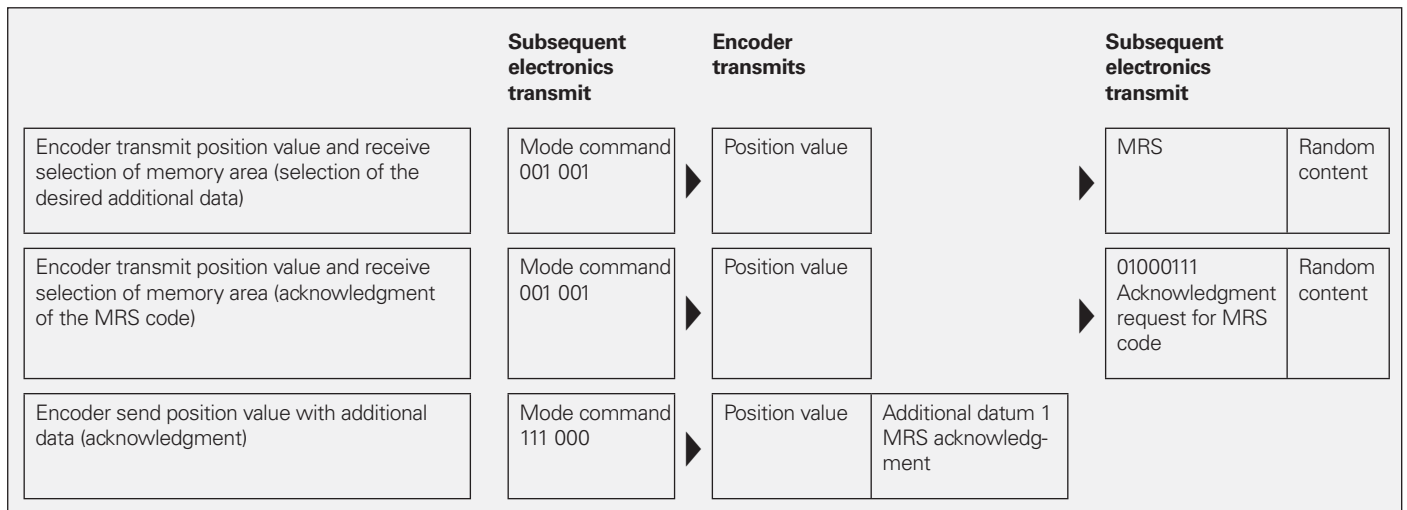 Subsequent
electronics
transmit
Encoder
transmits
Subsequent
electronics
transmit
Encoder transmit position value and receive
selection of memory area (selection of the
desired additional data)
Mode command
001 001
Position value
MRS
Random
content
Encoder transmit position value and receive
selection of memory area (acknowledgment
of the MRS code)
Mode command
001 001
Position value
01000111
Acknowledgment
request for MRS
code
Random
content
Encoder send position value with additional
data (acknowledgment)
Mode command
111 000
Position value
Additional datum 1
MRS acknowledg-
ment